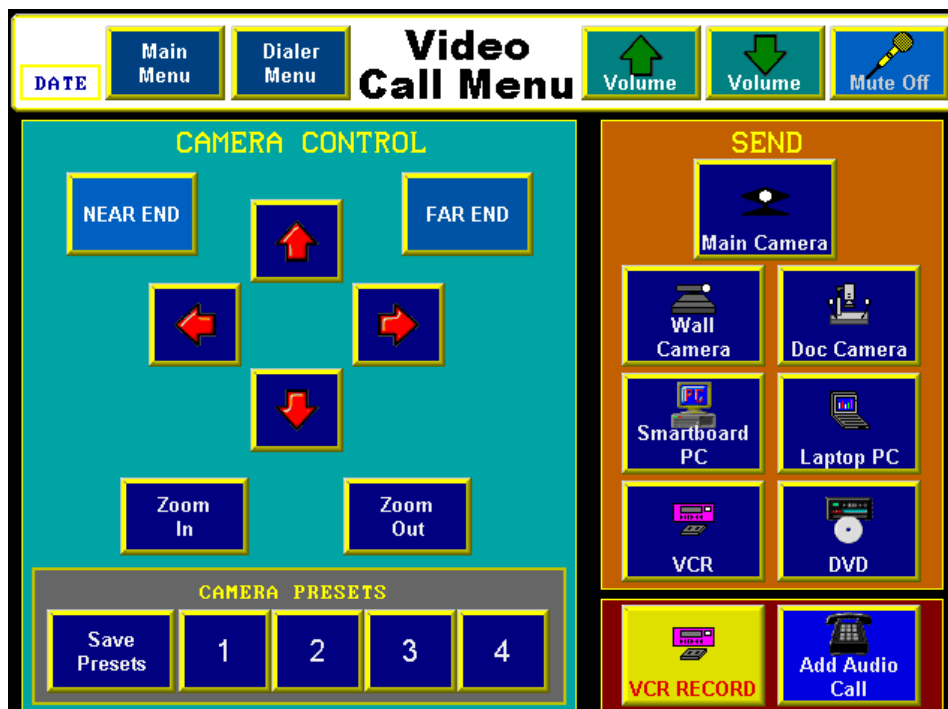 DATE
Main
Menu
Dialer
Menu
Video
Call Menu
Volume
Volume
Mute Off
CAMERA CONTROL
NEAR END
FAR END
Zoom
In
Zoom
Out
CAMERA PRESETS
Save
Presets
1
2
3
4
SEND
Main Camera
Wall
Camera
Doc Camera
PC
Smartboard
PC
Laptop PC
VCR
DVD
VCR RECORD
Add Audio
Call